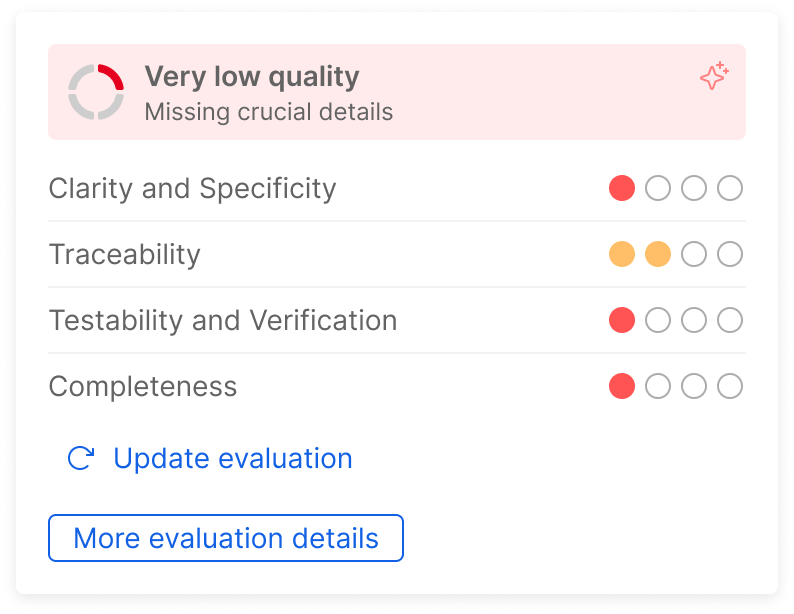 Very low quality
Missing crucial details
Clarity and Specificity
Traceability
Testability and Verification
Completeness
Update evaluation
More evaluation details